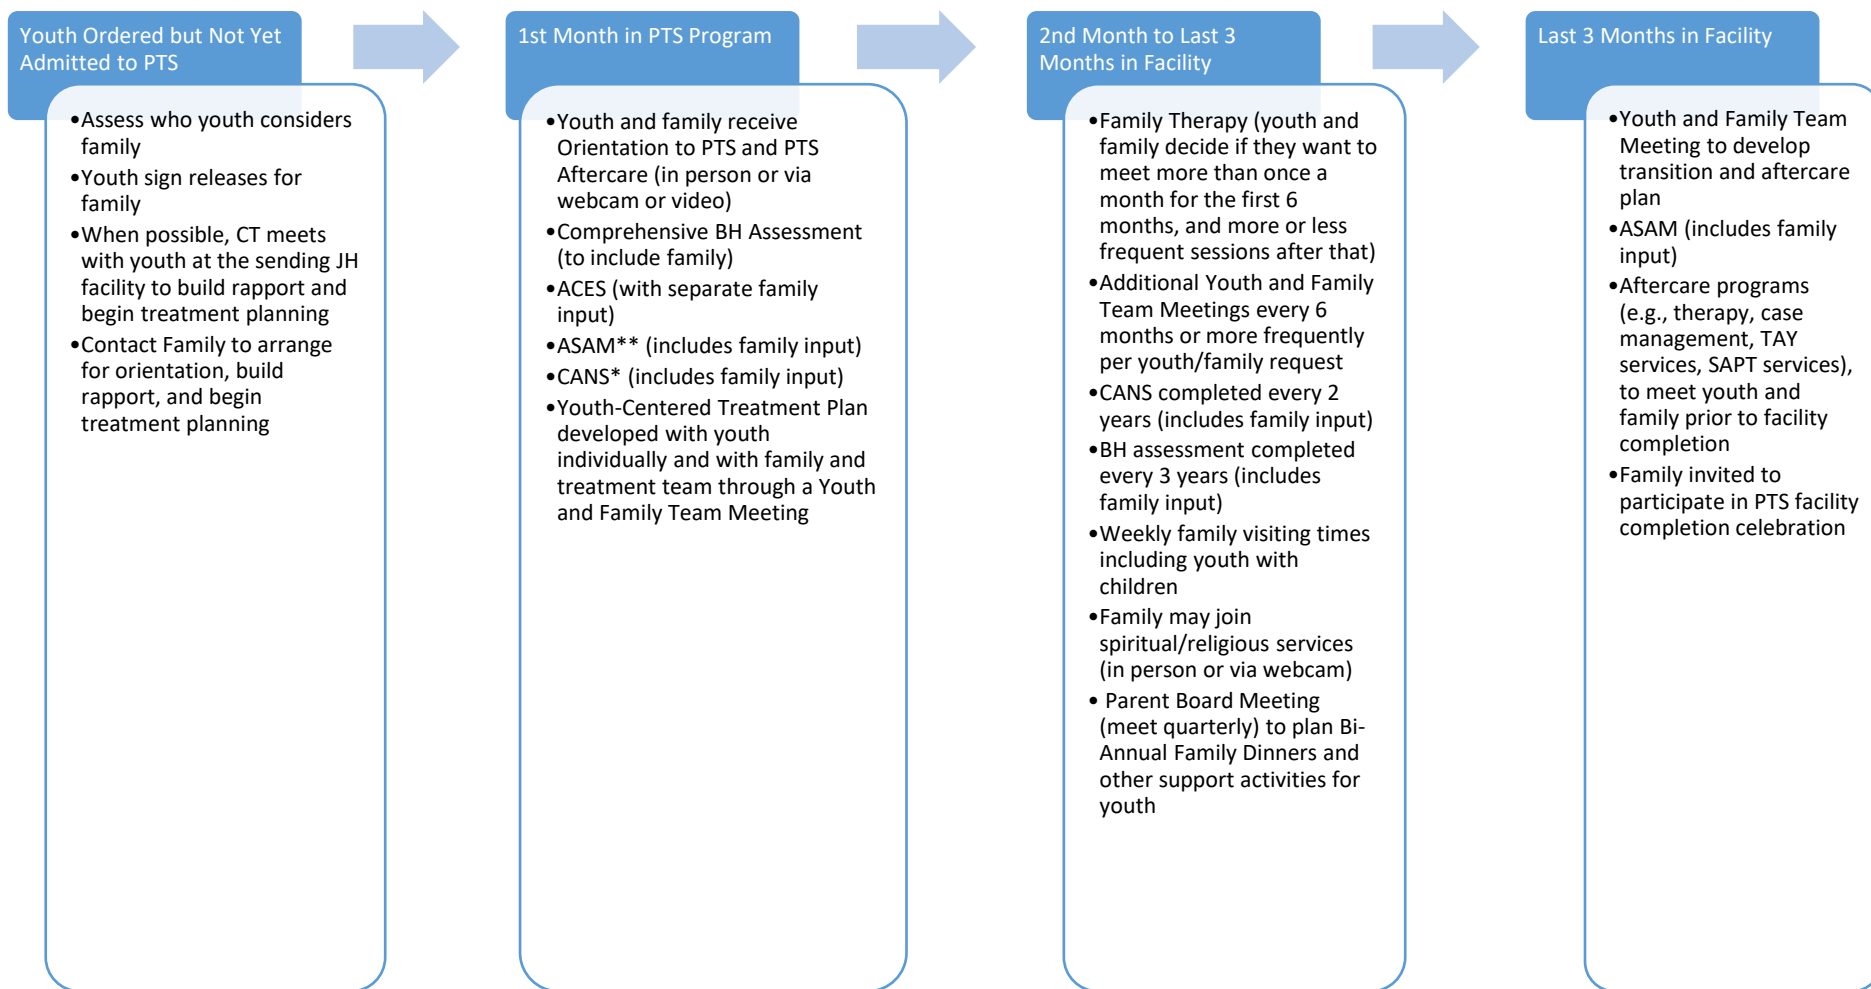 Youth Ordered but Not Yet
Admitted to PTS
•Assess who youth considers
family
•Youth sign releases for
family
•When possible, CT meets
with youth at the sending JH
facility to build rapport and
begin treatment planning
•Contact Family to arrange
for orientation, build
rapport, and begin
treatment planning
1st Month in PTS Program
•Youth and family receive
Orientation to PTS and PTS
Aftercare (in person or via
webcam or video)
•Comprehensive BH Assessment
(to include family)
•ACES (with separate family
input)
•ASAM** (includes family input)
•CANS* (includes family input)
•Youth-Centered Treatment Plan
developed with youth
individually and with family and
treatment team through a Youth
and Family Team Meeting
2nd Month to Last 3
Months in Facility
•Family Therapy (youth and
family decide if they want to
meet more than once a
month for the first 6
months, and more or less
frequent sessions after that)
•Additional Youth and Family
Team Meetings every 6
months or more frequently
per youth/family request
•CANS completed every 2
years (includes family input)
•BH assessment completed
every 3 years (includes
family input)
•Weekly family visiting times
including youth with
children
•Family may join
spiritual/religious services
(in person or via webcam)
• Parent Board Meeting
(meet quarterly) to plan Bi-
Annual Family Dinners and
other support activities for
youth
Last 3 Months in Facility
•Youth and Family Team
Meeting to develop
transition and aftercare
plan
•ASAM (includes family
input)
•Aftercare programs
(e.g., therapy, case
management, TAY
services, SAPT services),
to meet youth and
family prior to facility
completion
•Family invited to
participate in PTS facility
completion celebration